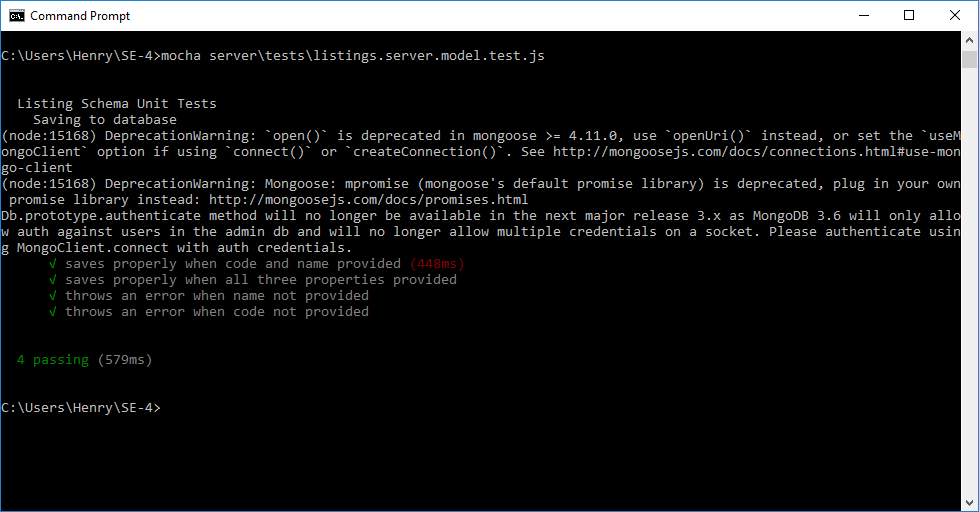 Command Prompt
C:\Users\Henry\SE-4>mocha server\tests\listings.server.model.test.js
Listing Schema Unit Tests
Saving to database
(node:15168) DeprecationWarning: `open()` is deprecated in mongoose >= 4.11.0, use `openUri()` instead, or set the `useM
ongoClient` option if using `connect()` or `createConnection()`. See http://mongoosejs.com/docs/connections.html#use-mon
go-client
(node:15168) DeprecationWarning: Mongoose: mpromise (mongoose's default promise library) is deprecated, plug in your own
 promise library instead: http://mongoosejs.com/docs/promises.html
Db.prototype.authenticate method will no longer be available in the next major release 3.x as MongoDB 3.6 will only allo
w auth against users in the admin db and will no longer allow multiple credentials on a socket. Please authenticate usin
g MongoClient.connect with auth credentials.
√ saves properly when code and name provided (448ms)
√ saves properly when all three properties provided
√ throws an error when name not provided
√ throws an error when code not provided
4 passing (579ms)
C:\Users\Henry\SE-4>